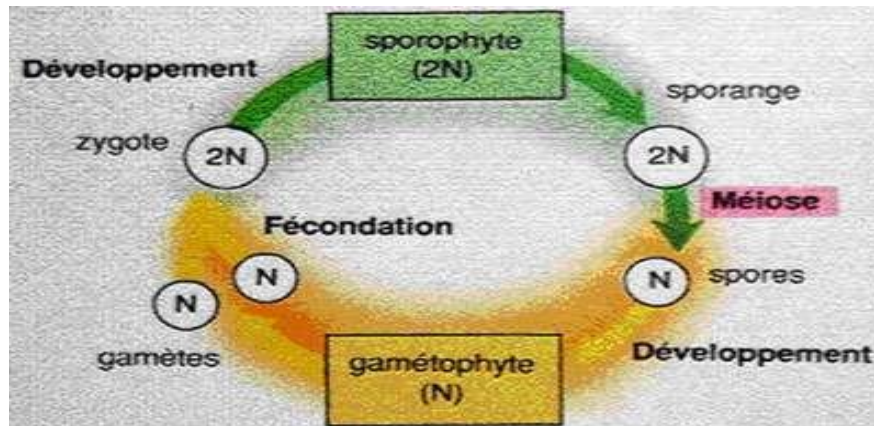 sporophyte
(2N)
Développement
sporange
zygote
2N
2N
Méiose
Fécondation
N
N
N
spores
gamètes
gamétophyte
(N)
Développement